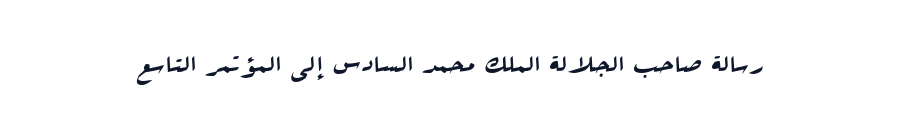 رسالة صاحب الجلالة الملك محمد السادس إلى المؤتمر التاسع